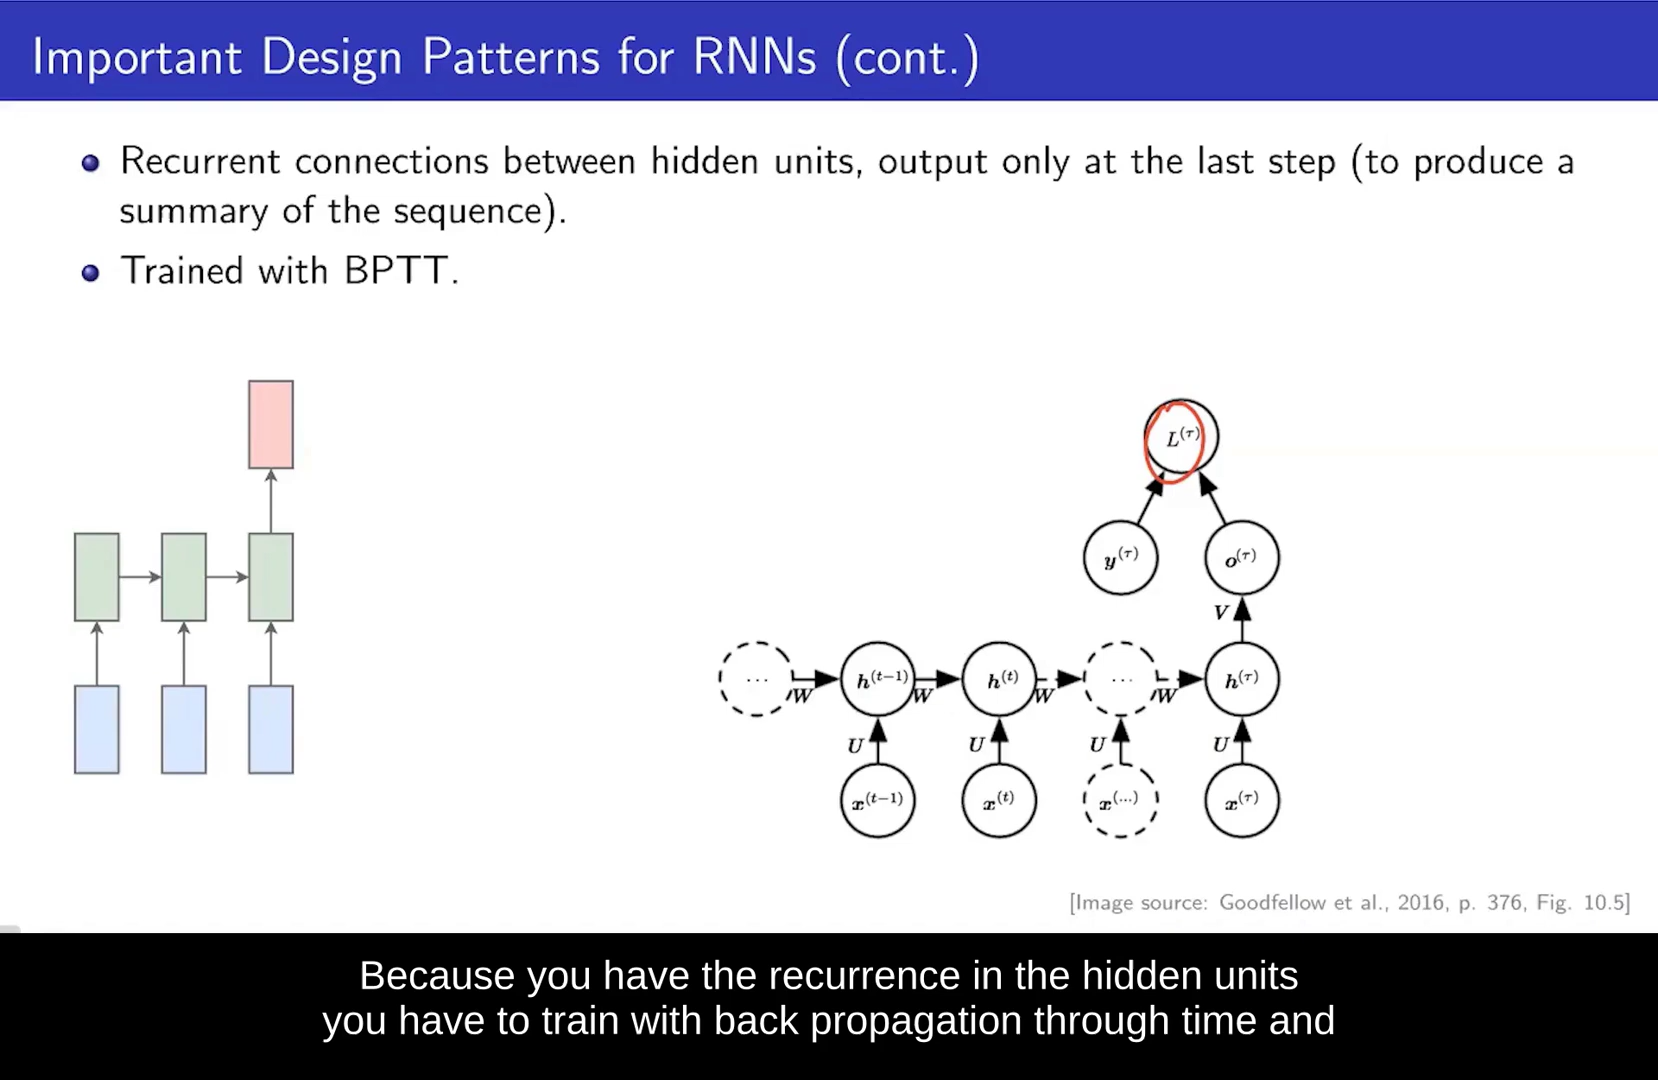 Important Design Patterns for RNNs (cont.)
Recurrent connections between hidden units, output only at the last step (to produce a
summary of the sequence).
Trained with BPTT.
L(τ)
y(τ) o(τ)
V
... h(t−1) h(t) ... h(τ)
W W W W
U U U U
x(t−1) x(t) x(...) x(τ)
[Image source: Goodfellow et al., 2016, p. 376, Fig. 10.5]
Because you have the recurrence in the hidden units
you have to train with back propagation through time and